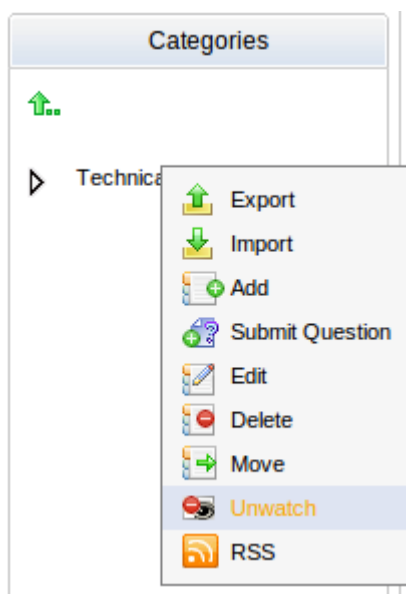 Categories
Technica
Export
Import
Add
Submit Question
Edit
Delete
Move
Unwatch
RSS